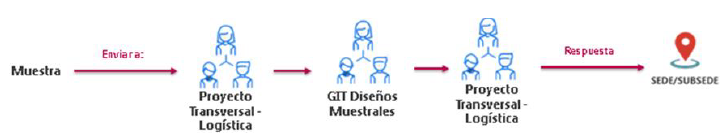 Muestra
Enviar a:
Proyecto
Transversal -
Logística
GIT Diseños
Muestrales
Proyecto
Transversal -
Logística
Respuesta
SEDE/SUBSEDE